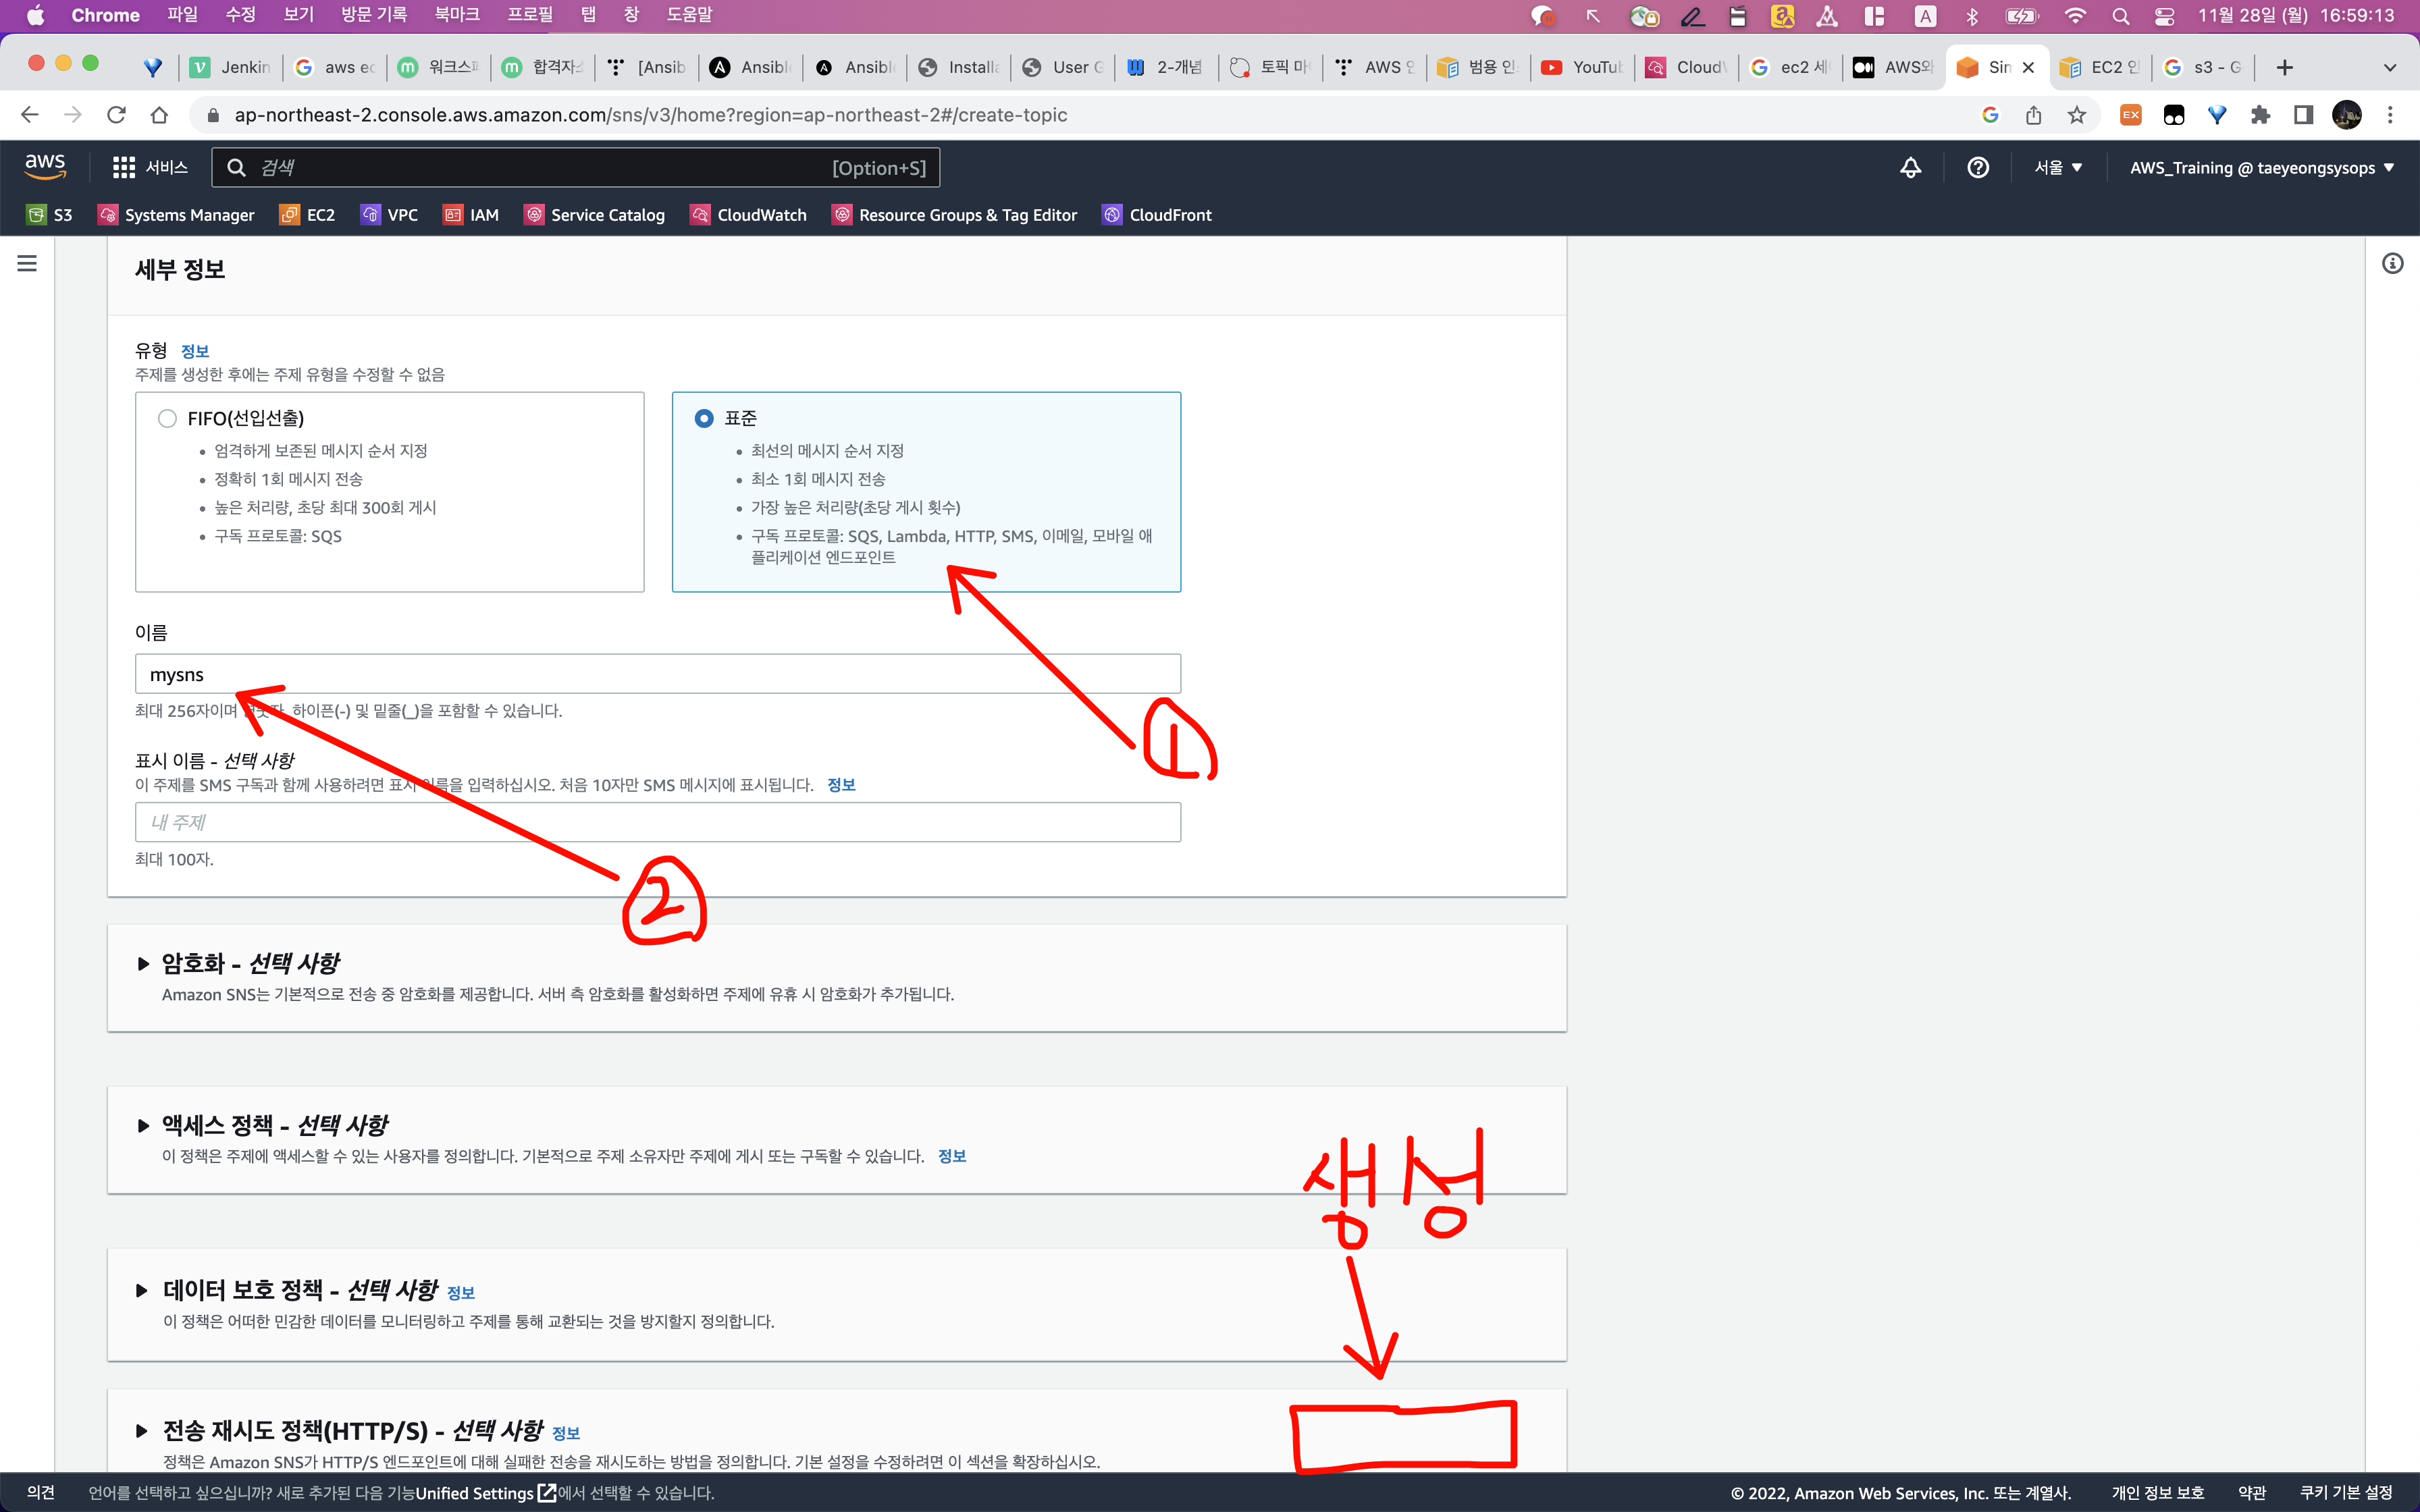 Chrome 파일 수정 보기 방문 기록 북마크 프로필 탭 창 도움말 A 11월 28일 (월) 16:59:13
Jenkin aws ec 워크스페 합격자소 [Ansib Ansible Ansible Installa User G 2-개념 토픽 마 AWS 인 범용 인스 YouTub CloudW ec2 세 AWS와 Sim EC2 인 s3 - G
ap-northeast-2.console.aws.amazon.com/sns/v3/home?region=ap-northeast-2#/create-topic
aws 서비스 검색 [Option+S] 서울 ▼ AWS_Training @ taeyeongsysops ▼
S3 Systems Manager EC2 VPC IAM Service Catalog CloudWatch Resource Groups & Tag Editor CloudFront
세부 정보
유형 정보
주제를 생성한 후에는 주제 유형을 수정할 수 없음
FIFO(선입선출)
• 엄격하게 보존된 메시지 순서 지정
• 정확히 1회 메시지 전송
• 높은 처리량, 초당 최대 300회 게시
• 구독 프로토콜: SQS
표준
• 최선의 메시지 순서 지정
• 최소 1회 메시지 전송
• 가장 높은 처리량(초당 게시 횟수)
• 구독 프로토콜: SQS, Lambda, HTTP, SMS, 이메일, 모바일 애
플리케이션 엔드포인트
①
이름
mysns
최대 256자이며 하이픈(-) 및 밑줄(_)을 포함할 수 있습니다.
표시 이름 - 선택 사항
이 주제를 SMS 구독과 함께 사용하려면 표시 이름을 입력하십시오. 처음 10자만 SMS 메시지에 표시됩니다. 정보
내 주제
최대 100자.
②
암호화 - 선택 사항
Amazon SNS는 기본적으로 전송 중 암호화를 제공합니다. 서버 측 암호화를 활성화하면 주제에 유휴 시 암호화가 추가됩니다.
액세스 정책 - 선택 사항
이 정책은 주제에 액세스할 수 있는 사용자를 정의합니다. 기본적으로 주제 소유자만 주제에 게시 또는 구독할 수 있습니다. 정보
생성
데이터 보호 정책 - 선택 사항 정보
이 정책은 어떠한 민감한 데이터를 모니터링하고 주제를 통해 교환되는 것을 방지할지 정의합니다.
전송 재시도 정책(HTTP/S) - 선택 사항 정보
정책은 Amazon SNS가 HTTP/S 엔드포인트에 대해 실패한 전송을 재시도하는 방법을 정의합니다. 기본 설정을 수정하려면 이 섹션을 확장하십시오.
의견 언어를 선택하고 싶으십니까? 새로 추가된 다음 기능Unified Settings에서 선택할 수 있습니다. © 2022, Amazon Web Services, Inc. 또는 계열사. 개인 정보 보호 약관 쿠키 기본 설정